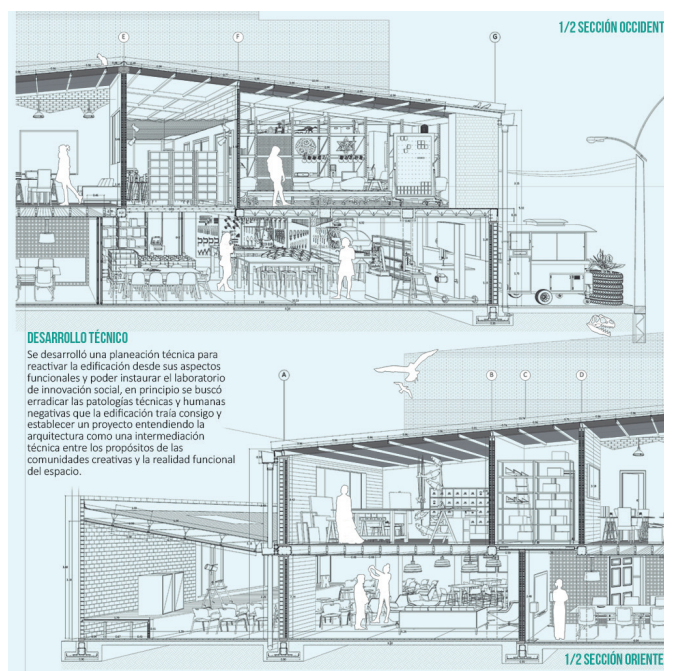 1/2 SECCIÓN OCCIDENT
E
F
G
DESARROLLO TÉCNICO
Se desarrolló una planeación técnica para
reactivar la edificación desde sus aspectos
funcionales y poder instaurar el laboratorio
de innovación social, en principio se buscó
erradicar las patologías técnicas y humanas
negativas que la edificación traía consigo y
establecer un proyecto entendiendo la
arquitectura como una intermediación
técnica entre los propósitos de las
comunidades creativas y la realidad funcional
del espacio.
A
B
C
D
1/2 SECCIÓN ORIENTE